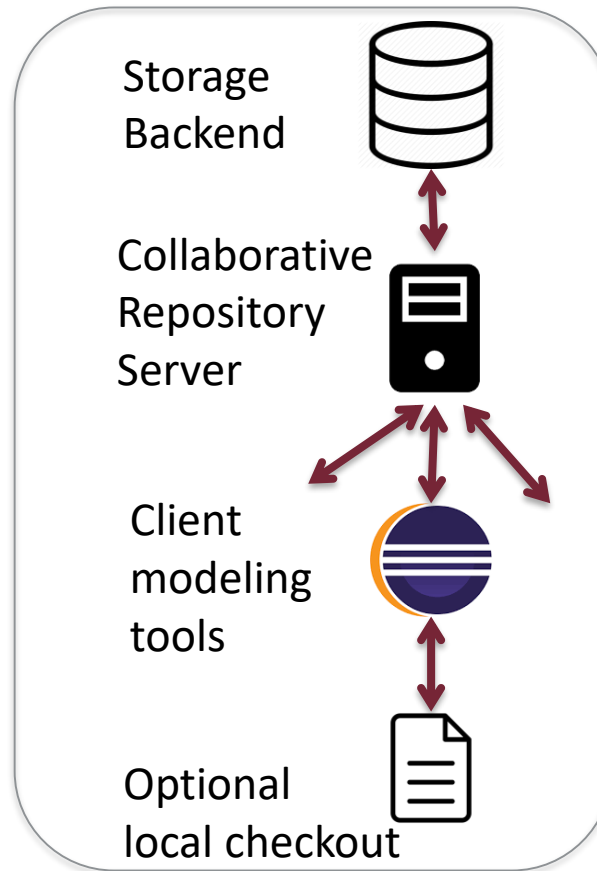 Storage
Backend
Collaborative
Repository
Server
Client
modeling
tools
Optional
local checkout